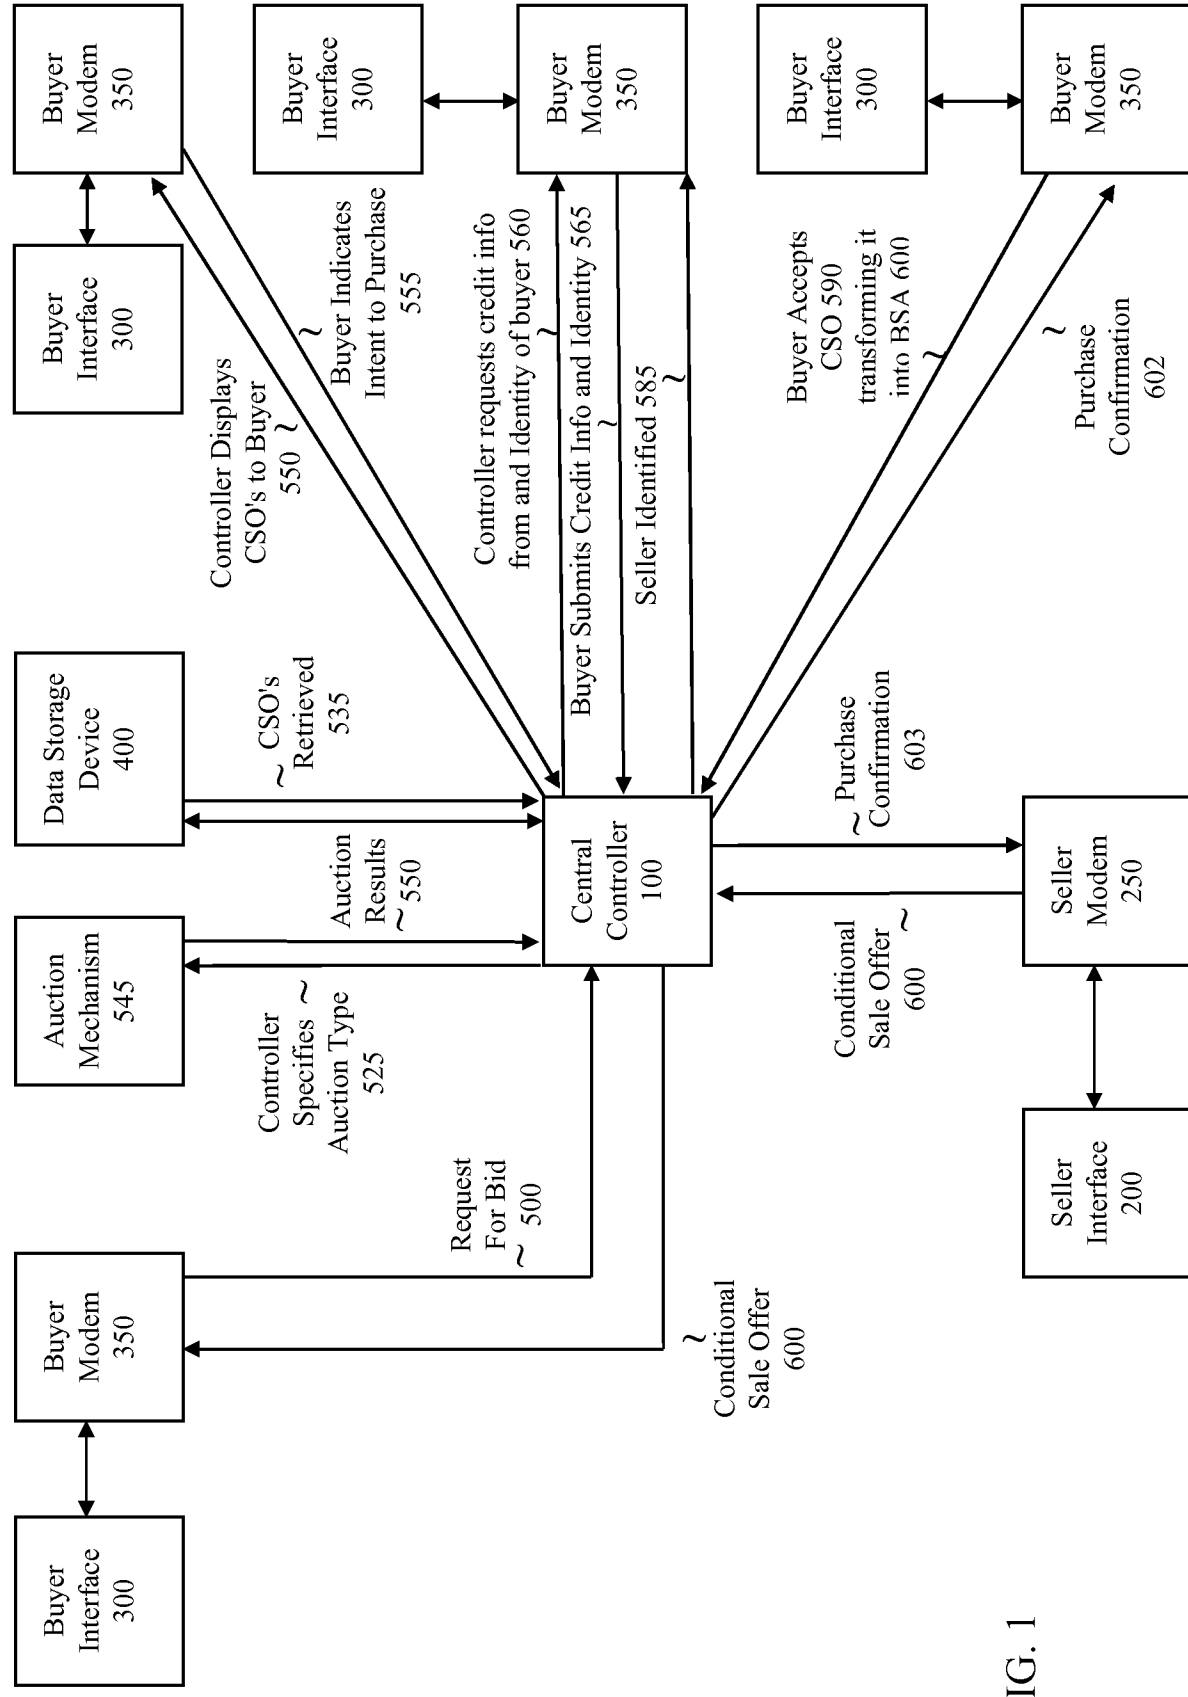 Buyer
Interface
300
Buyer
Modem
350
Auction
Mechanism
545
Data Storage
Device
400
Buyer
Interface
300
Buyer
Modem
350
Request
For Bid
~ 500
Controller
Specifies ~
Auction Type
525
Auction
Results
~ 550
~ CSO's
Retrieved
535
Controller Displays
CSO's to Buyer
550 ~
~
Buyer Indicates
Intent to Purchase
555
Buyer
Interface
300
Buyer
Modem
350
Controller requests credit info
from and Identity of buyer 560
~
Buyer Submits Credit Info and Identity 565
~
Seller Identified 585
~
~
Conditional
Sale Offer
600
Central
Controller
100
Buyer
Interface
300
Buyer
Modem
350
Buyer Accepts
CSO 590
transforming it
into BSA 600
~
~
Purchase
Confirmation
602
Conditional
Sale Offer ~
600
~ Purchase
Confirmation
603
Seller
Interface
200
Seller
Modem
250
IG. 1